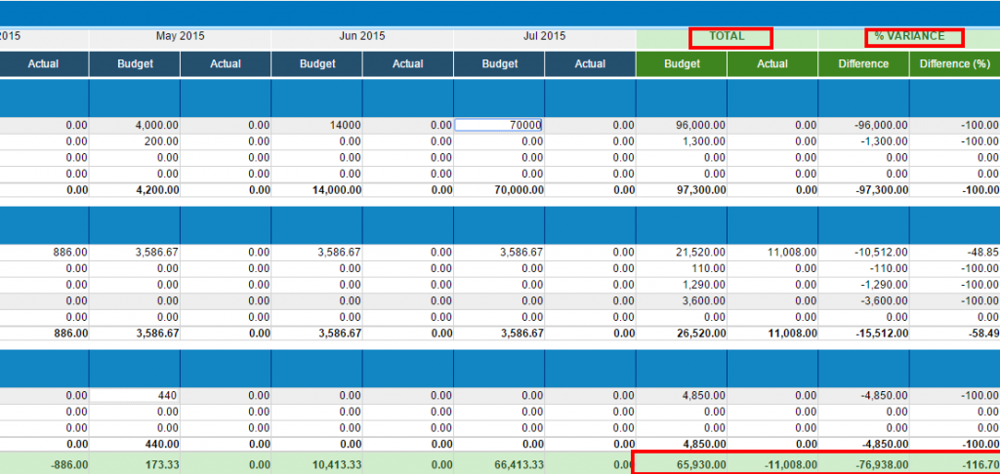 2015 May 2015 Jun 2015 Jul 2015 TOTAL % VARIANCE
Actual Budget Actual Budget Actual Budget Actual Budget Actual Difference Difference (%)
0.00 4,000.00 0.00 14000 0.00 70000 0.00 96,000.00 0.00 -96,000.00 -100.00
0.00 200.00 0.00 0.00 0.00 0.00 0.00 1,300.00 0.00 -1,300.00 -100.00
0.00 0.00 0.00 0.00 0.00 0.00 0.00 0.00 0.00 0.00 0.00
0.00 0.00 0.00 0.00 0.00 0.00 0.00 0.00 0.00 0.00 0.00
0.00 4,200.00 0.00 14,000.00 0.00 70,000.00 0.00 97,300.00 0.00 -97,300.00 -100.00
886.00 3,586.67 0.00 3,586.67 0.00 3,586.67 0.00 21,520.00 11,008.00 -10,512.00 -48.85
0.00 0.00 0.00 0.00 0.00 0.00 0.00 110.00 0.00 -110.00 -100.00
0.00 0.00 0.00 0.00 0.00 0.00 0.00 1,290.00 0.00 -1,290.00 -100.00
0.00 0.00 0.00 0.00 0.00 0.00 0.00 3,600.00 0.00 -3,600.00 -100.00
0.00 0.00 0.00 0.00 0.00 0.00 0.00 0.00 0.00 0.00 0.00
886.00 3,586.67 0.00 3,586.67 0.00 3,586.67 0.00 26,520.00 11,008.00 -15,512.00 -58.49
0.00 440 0.00 0.00 0.00 0.00 0.00 4,850.00 0.00 -4,850.00 -100.00
0.00 0.00 0.00 0.00 0.00 0.00 0.00 0.00 0.00 0.00 0.00
0.00 0.00 0.00 0.00 0.00 0.00 0.00 0.00 0.00 0.00 0.00
0.00 440.00 0.00 0.00 0.00 0.00 0.00 4,850.00 0.00 -4,850.00 -100.00
-886.00 173.33 0.00 10,413.33 0.00 66,413.33 0.00 65,930.00 -11,008.00 -76,938.00 -116.70